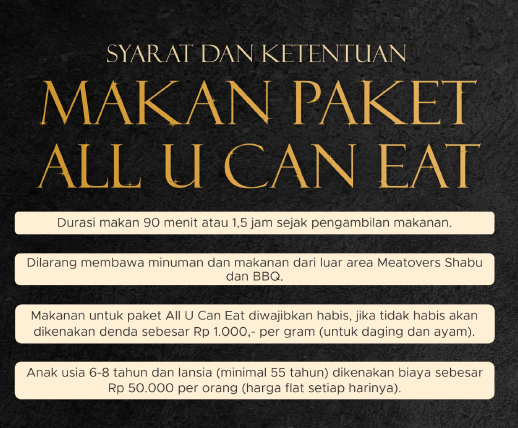 SYARAT DAN KETENTUAN
MAKAN PAKET
ALL U CAN EAT
Durasi makan 90 menit atau 1,5 jam sejak pengambilan makanan.
Dilarang membawa minuman dan makanan dari luar area Meatovers Shabu
dan BBQ.
Makanan untuk paket All U Can Eat diwajibkan habis, jika tidak habis akan
dikenakan denda sebesar Rp 1.000,- per gram (untuk daging dan ayam).
Anak usia 6-8 tahun dan lansia (minimal 55 tahun) dikenakan biaya sebesar
Rp 50.000 per orang (harga flat setiap harinya).